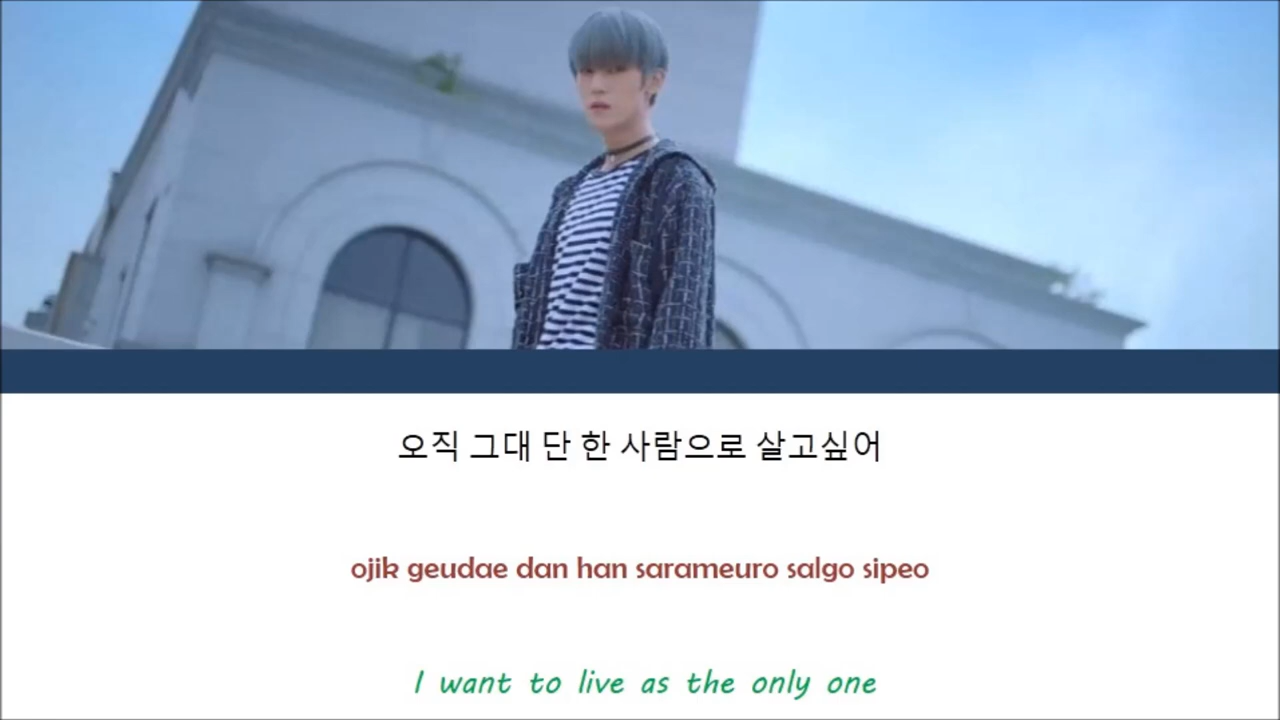 오직 그대 단 한 사람으로 살고싶어
ojik geudae dan han sarameuro salgo sipeo
I want to live as the only one